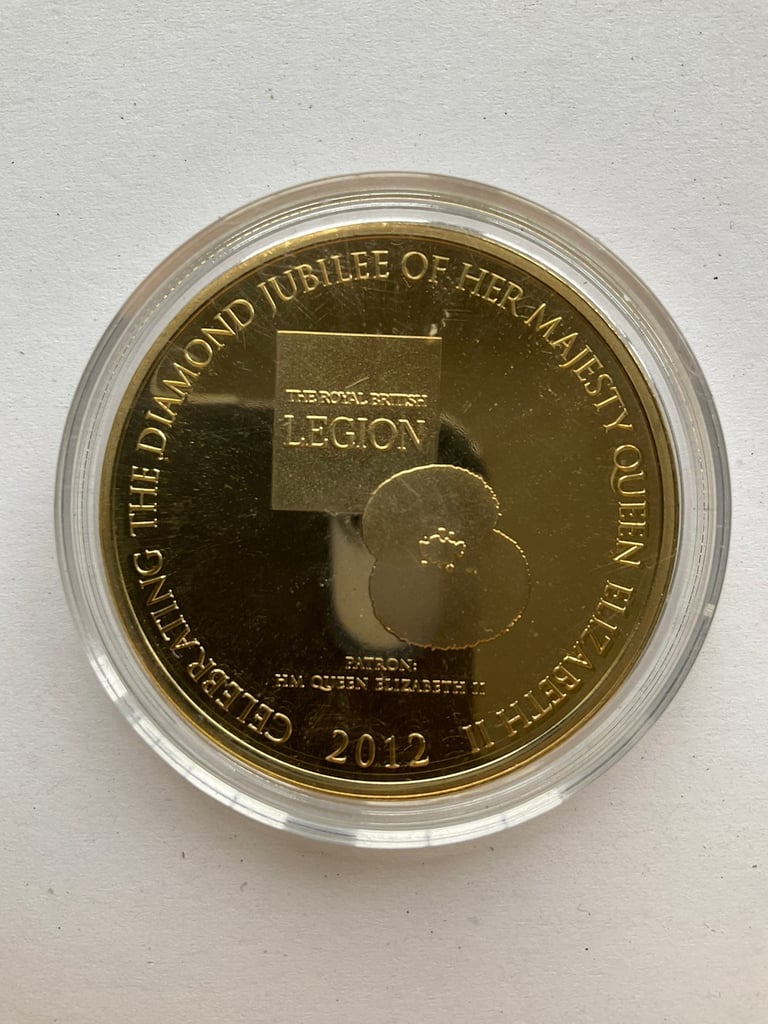 CELEBRATING THE DIAMOND JUBILEE OF HER MAJESTY QUEEN ELIZABETH II
THE ROYAL BRITISH
LEGION
PATRON:
HM QUEEN ELIZABETH II
2012